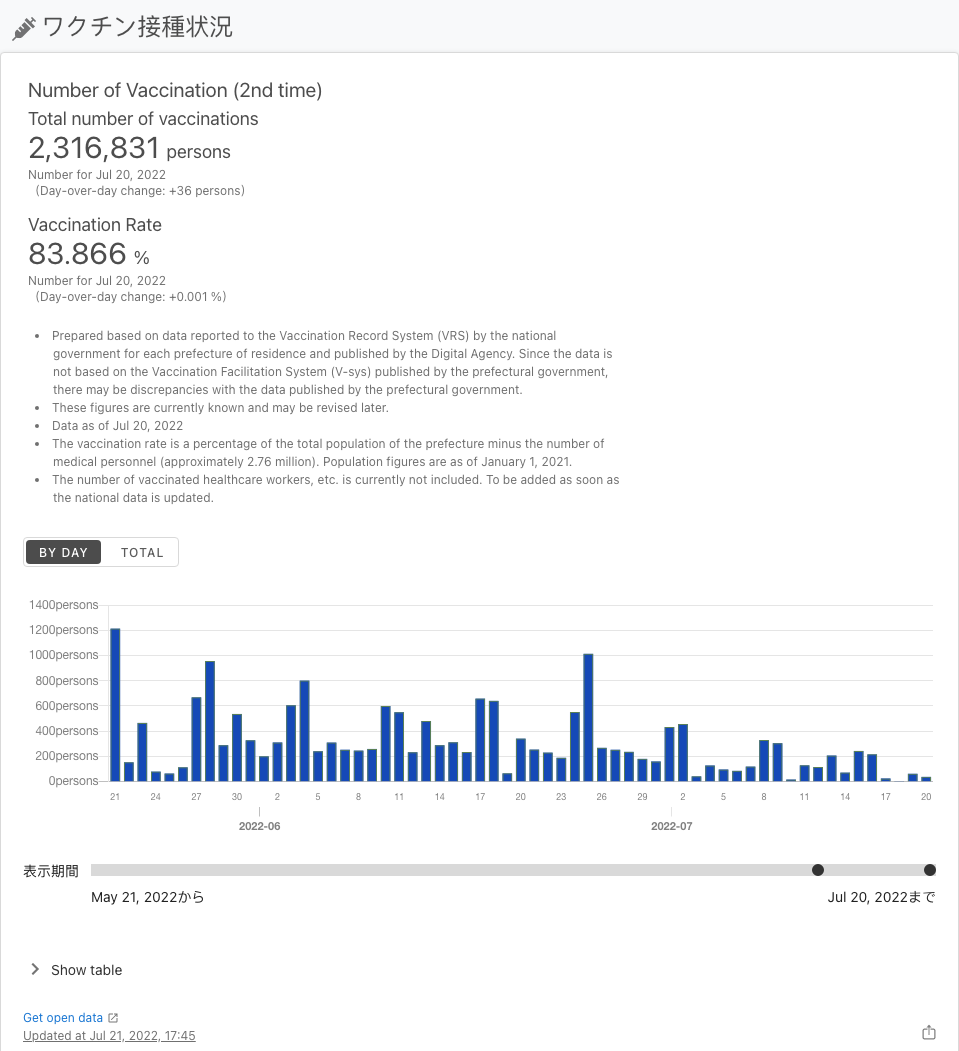 ワクチン接種状況
Number of Vaccination (2nd time)
Total number of vaccinations
2,316,831 persons
Number for Jul 20, 2022
(Day-over-day change: +36 persons)
Vaccination Rate
83.866 %
Number for Jul 20, 2022
(Day-over-day change: +0.001 %)
• Prepared based on data reported to the Vaccination Record System (VRS) by the national
government for each prefecture of residence and published by the Digital Agency. Since the data is
not based on the Vaccination Facilitation System (V-sys) published by the prefectural government,
there may be discrepancies with the data published by the prefectural government.
• These figures are currently known and may be revised later.
• Data as of Jul 20, 2022
• The vaccination rate is a percentage of the total population of the prefecture minus the number of
medical personnel (approximately 2.76 million). Population figures are as of January 1, 2021.
• The number of vaccinated healthcare workers, etc. is currently not included. To be added as soon as
the national data is updated.
BY DAY TOTAL
1400persons
1200persons
1000persons
800persons
600persons
400persons
200persons
0persons
21 24 27 30 2 5 8 11 14 17 20 23 26 29 2 5 8 11 14 17 20
2022-06 2022-07
表示期間
May 21, 2022から Jul 20, 2022まで
Show table
Get open data
Updated at Jul 21, 2022, 17:45